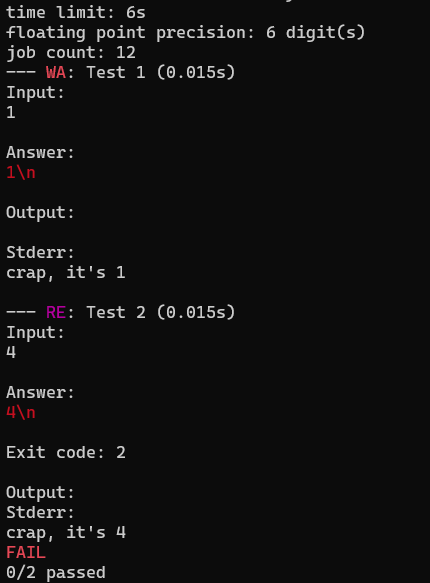 time limit: 6s
floating point precision: 6 digit(s)
job count: 12
--- WA: Test 1 (0.015s)
Input:
1
Answer:
1\n
Output:
Stderr:
crap, it's 1
--- RE: Test 2 (0.015s)
Input:
4
Answer:
4\n
Exit code: 2
Output:
Stderr:
crap, it's 4
FAIL
0/2 passed